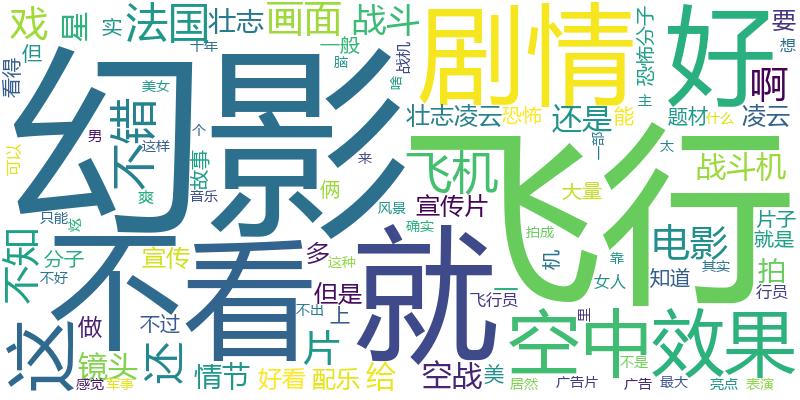 戏 星 实 法国 壮志 画面 战斗 剧情 好 要
看得 但 十年 一般 脑 啥 战机 恐怖分子 主 想
幻影 美女 不错 男 这样 个 故事 爽 音乐 来 俩
啊 壮志凌云 恐怖 还是 能 题材 什么 凌云
可以 飞机 飞行 一部 太 战斗机
只能 炫 风景 宣传片 确实 大量 片子
不知 不看 就 拍成 机 靠 电影 就是
分子 宣传 多 这种 女人 知道 其实 拍 行员
不好 不出 但是 上 一 飞行员 里
这 做 不过 还 片 空中 效果
镜头 情节 好看 配乐 给 空战 美 不是
感觉 军事 居然 广告片 广告 最大 亮点 表演